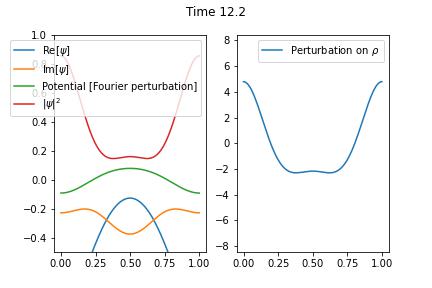 Time 12.2
Re[ψ]
Im[ψ]
Potential [Fourier perturbation]
|ψ|²
1.0
0.8
0.6
0.4
0.2
0.0
−0.2
−0.4
0.00 0.25 0.50 0.75 1.00
Perturbation on ρ
8
6
4
2
0
−2
−4
−6
−8
0.00 0.25 0.50 0.75 1.00